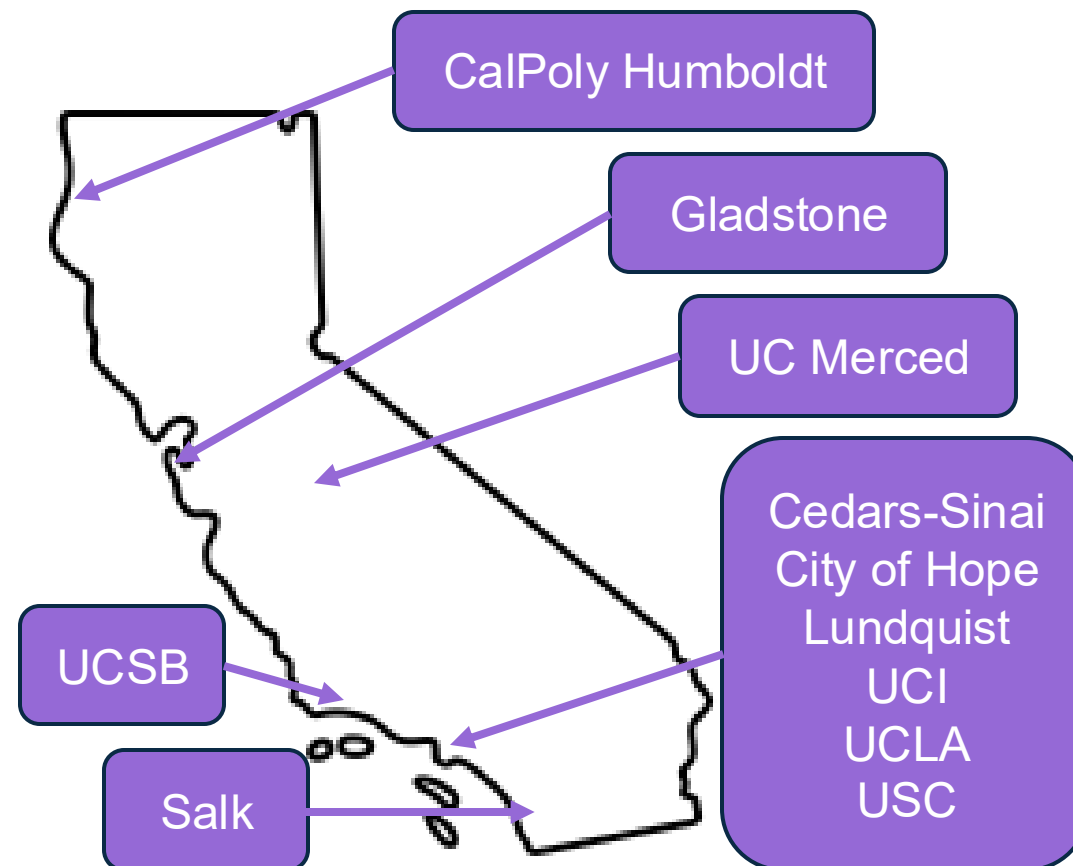 CalPoly Humboldt
Gladstone
UC Merced
Cedars-Sinai
City of Hope
Lundquist
UCI
UCLA
USC
UCSB
Salk